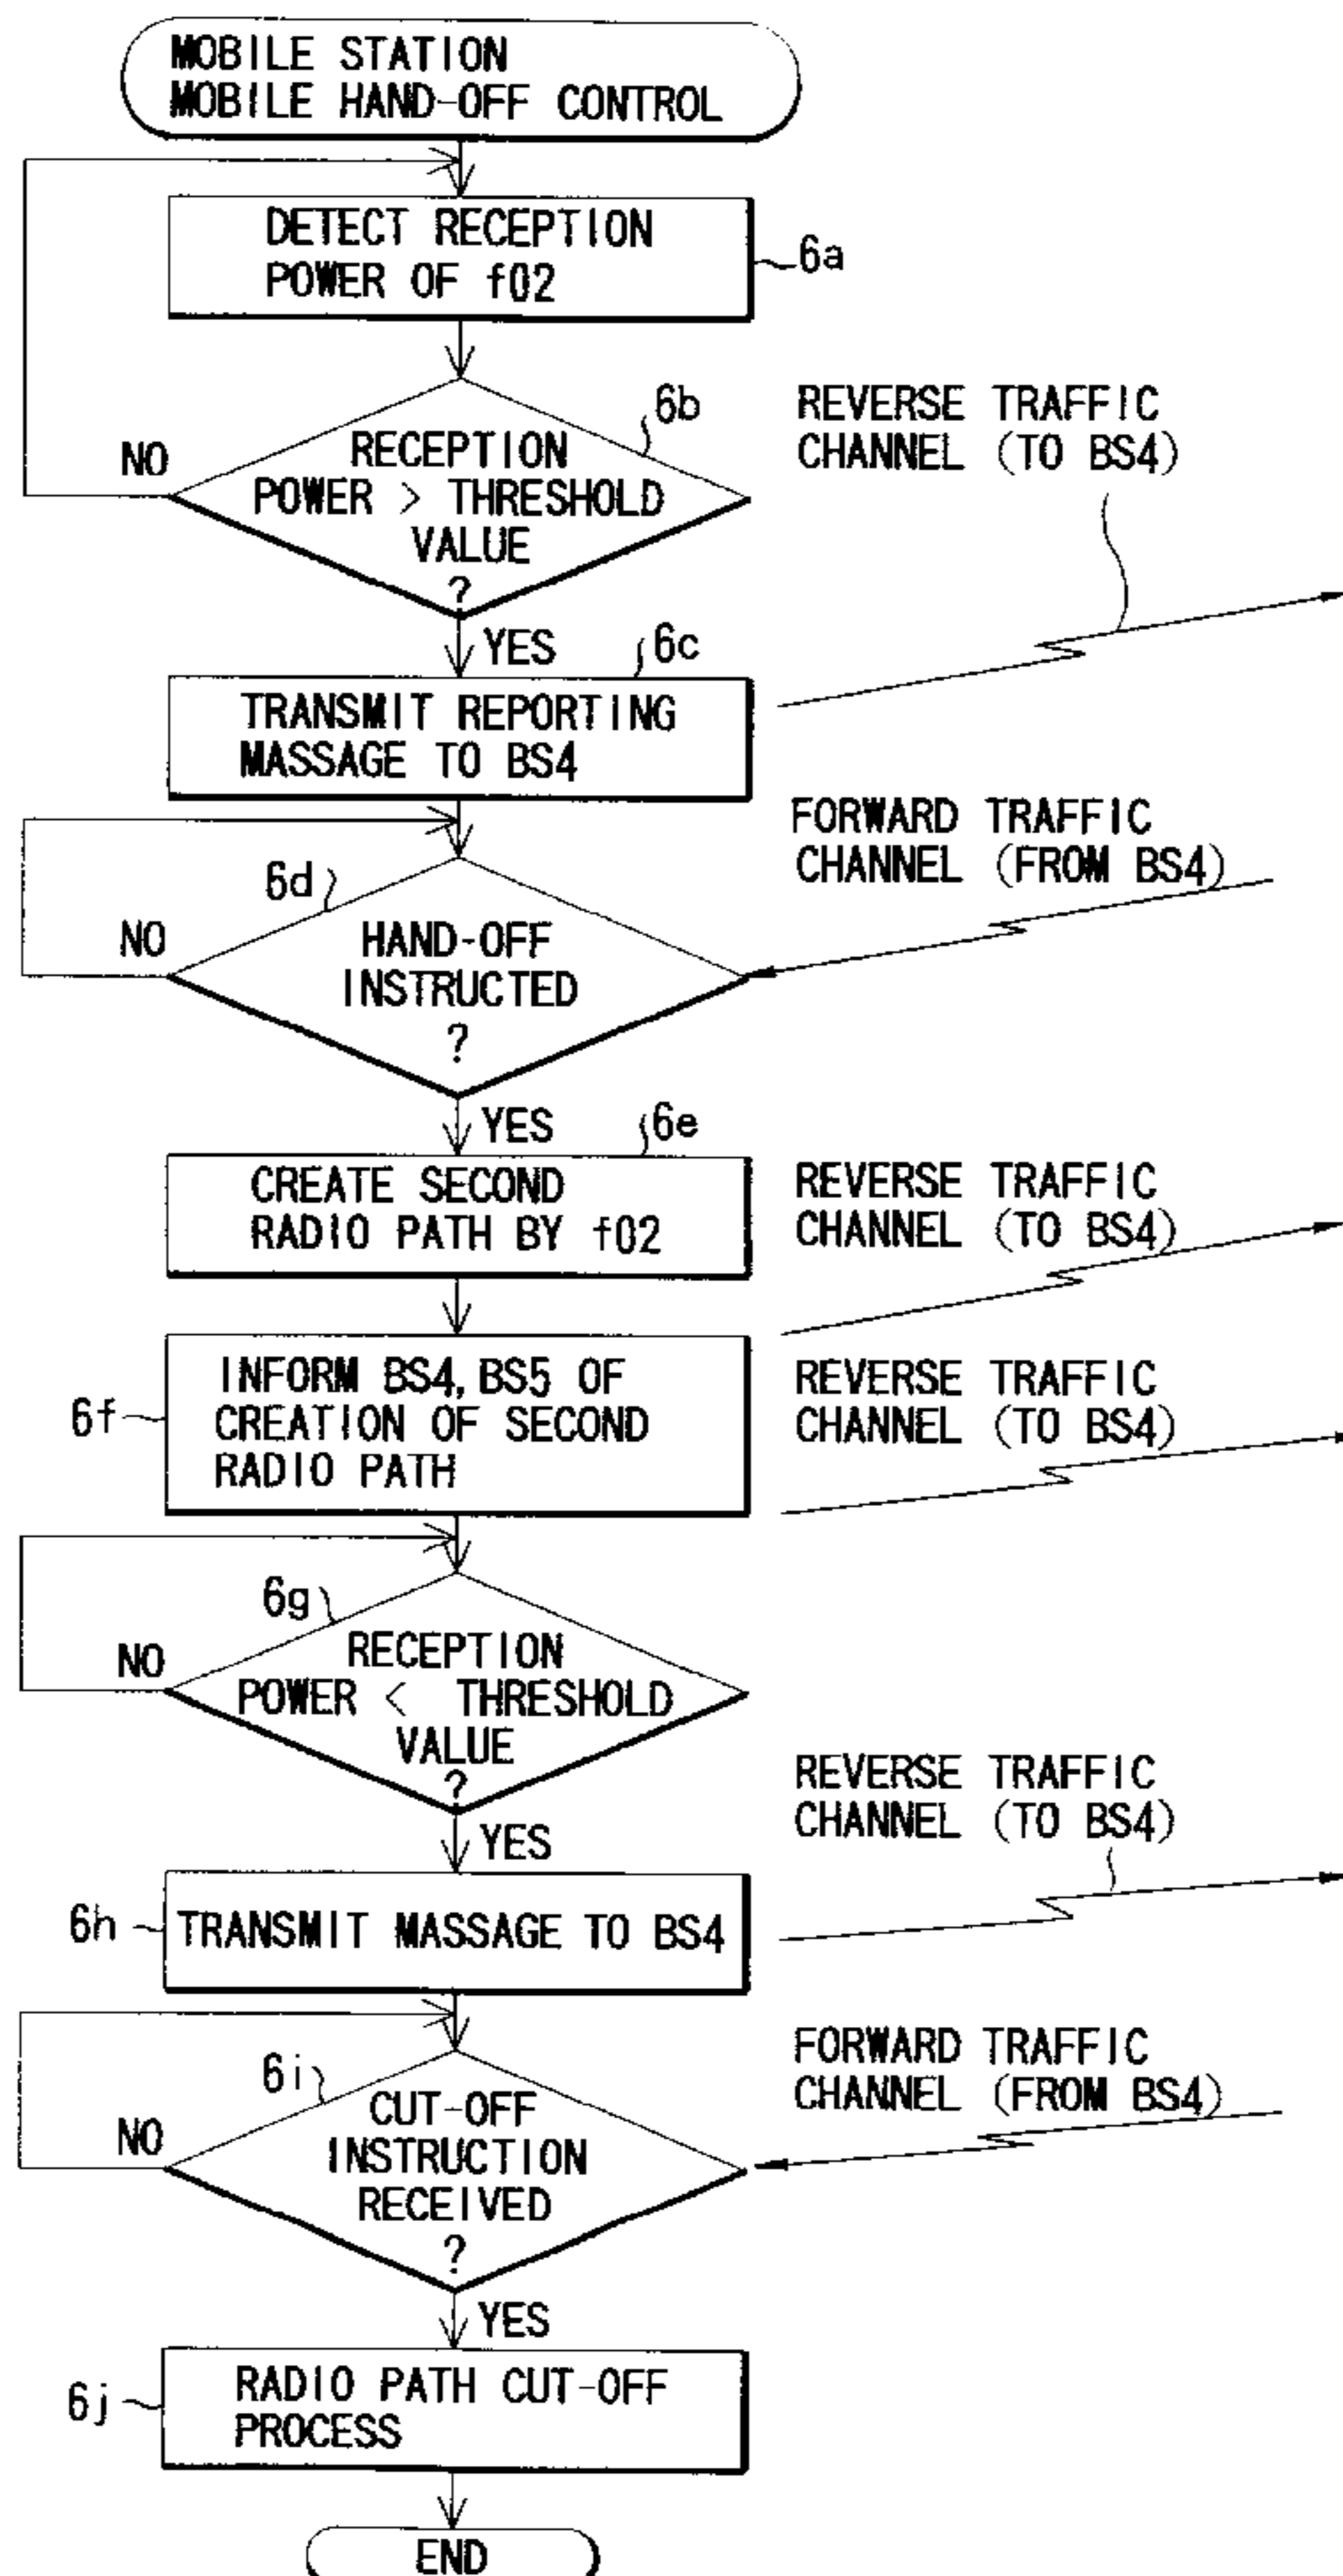 MOBILE STATION
MOBILE HAND-OFF CONTROL
DETECT RECEPTION
POWER OF f02
6a
6b
RECEPTION
POWER > THRESHOLD
VALUE
?
NO
REVERSE TRAFFIC
CHANNEL (TO BS4)
YES
6c
TRANSMIT REPORTING
MASSAGE TO BS4
FORWARD TRAFFIC
CHANNEL (FROM BS4)
6d
NO
HAND-OFF
INSTRUCTED
?
YES
6e
CREATE SECOND
RADIO PATH BY f02
REVERSE TRAFFIC
CHANNEL (TO BS4)
6f
INFORM BS4, BS5 OF
CREATION OF SECOND
RADIO PATH
REVERSE TRAFFIC
CHANNEL (TO BS4)
6g
NO
RECEPTION
POWER < THRESHOLD
VALUE
?
YES
REVERSE TRAFFIC
CHANNEL (TO BS4)
6h
TRANSMIT MASSAGE TO BS4
FORWARD TRAFFIC
CHANNEL (FROM BS4)
6i
NO
CUT-OFF
INSTRUCTION
RECEIVED
?
YES
6j
RADIO PATH CUT-OFF
PROCESS
END